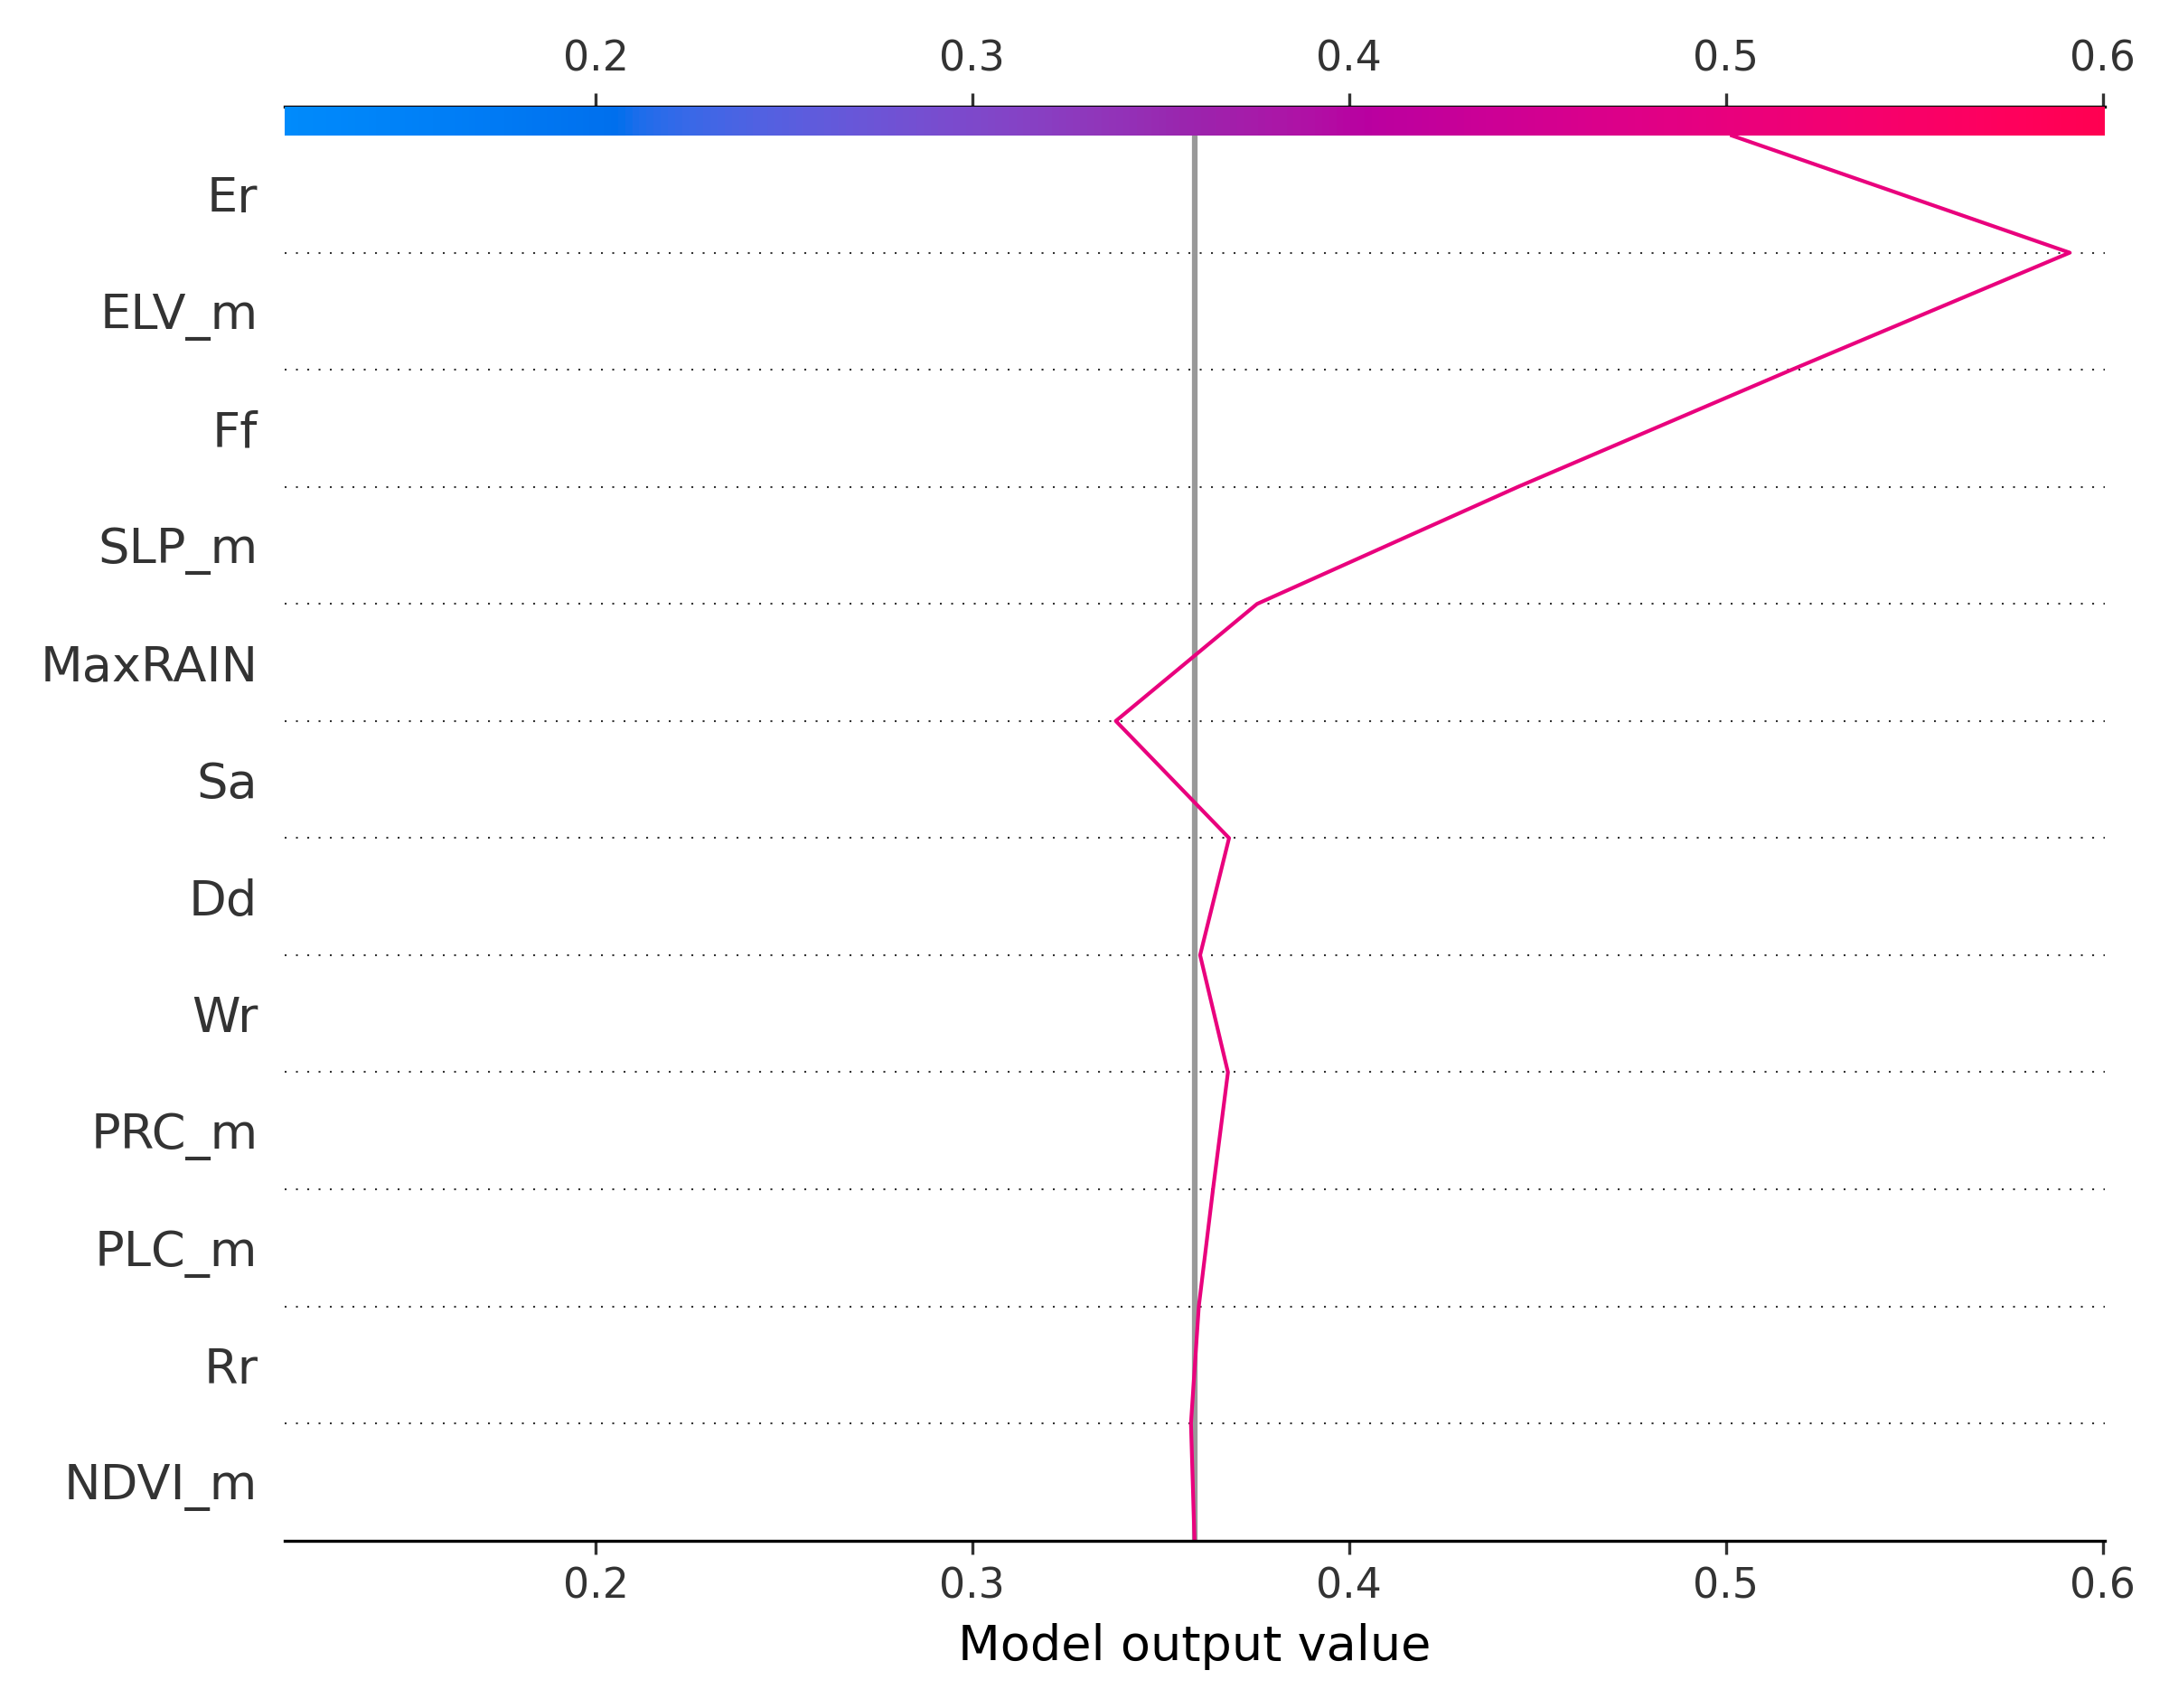 0.2 0.3 0.4 0.5 0.6
Er
ELV_m
Ff
SLP_m
MaxRAIN
Sa
Dd
Wr
PRC_m
PLC_m
Rr
NDVI_m
0.2 0.3 0.4 0.5 0.6
Model output value